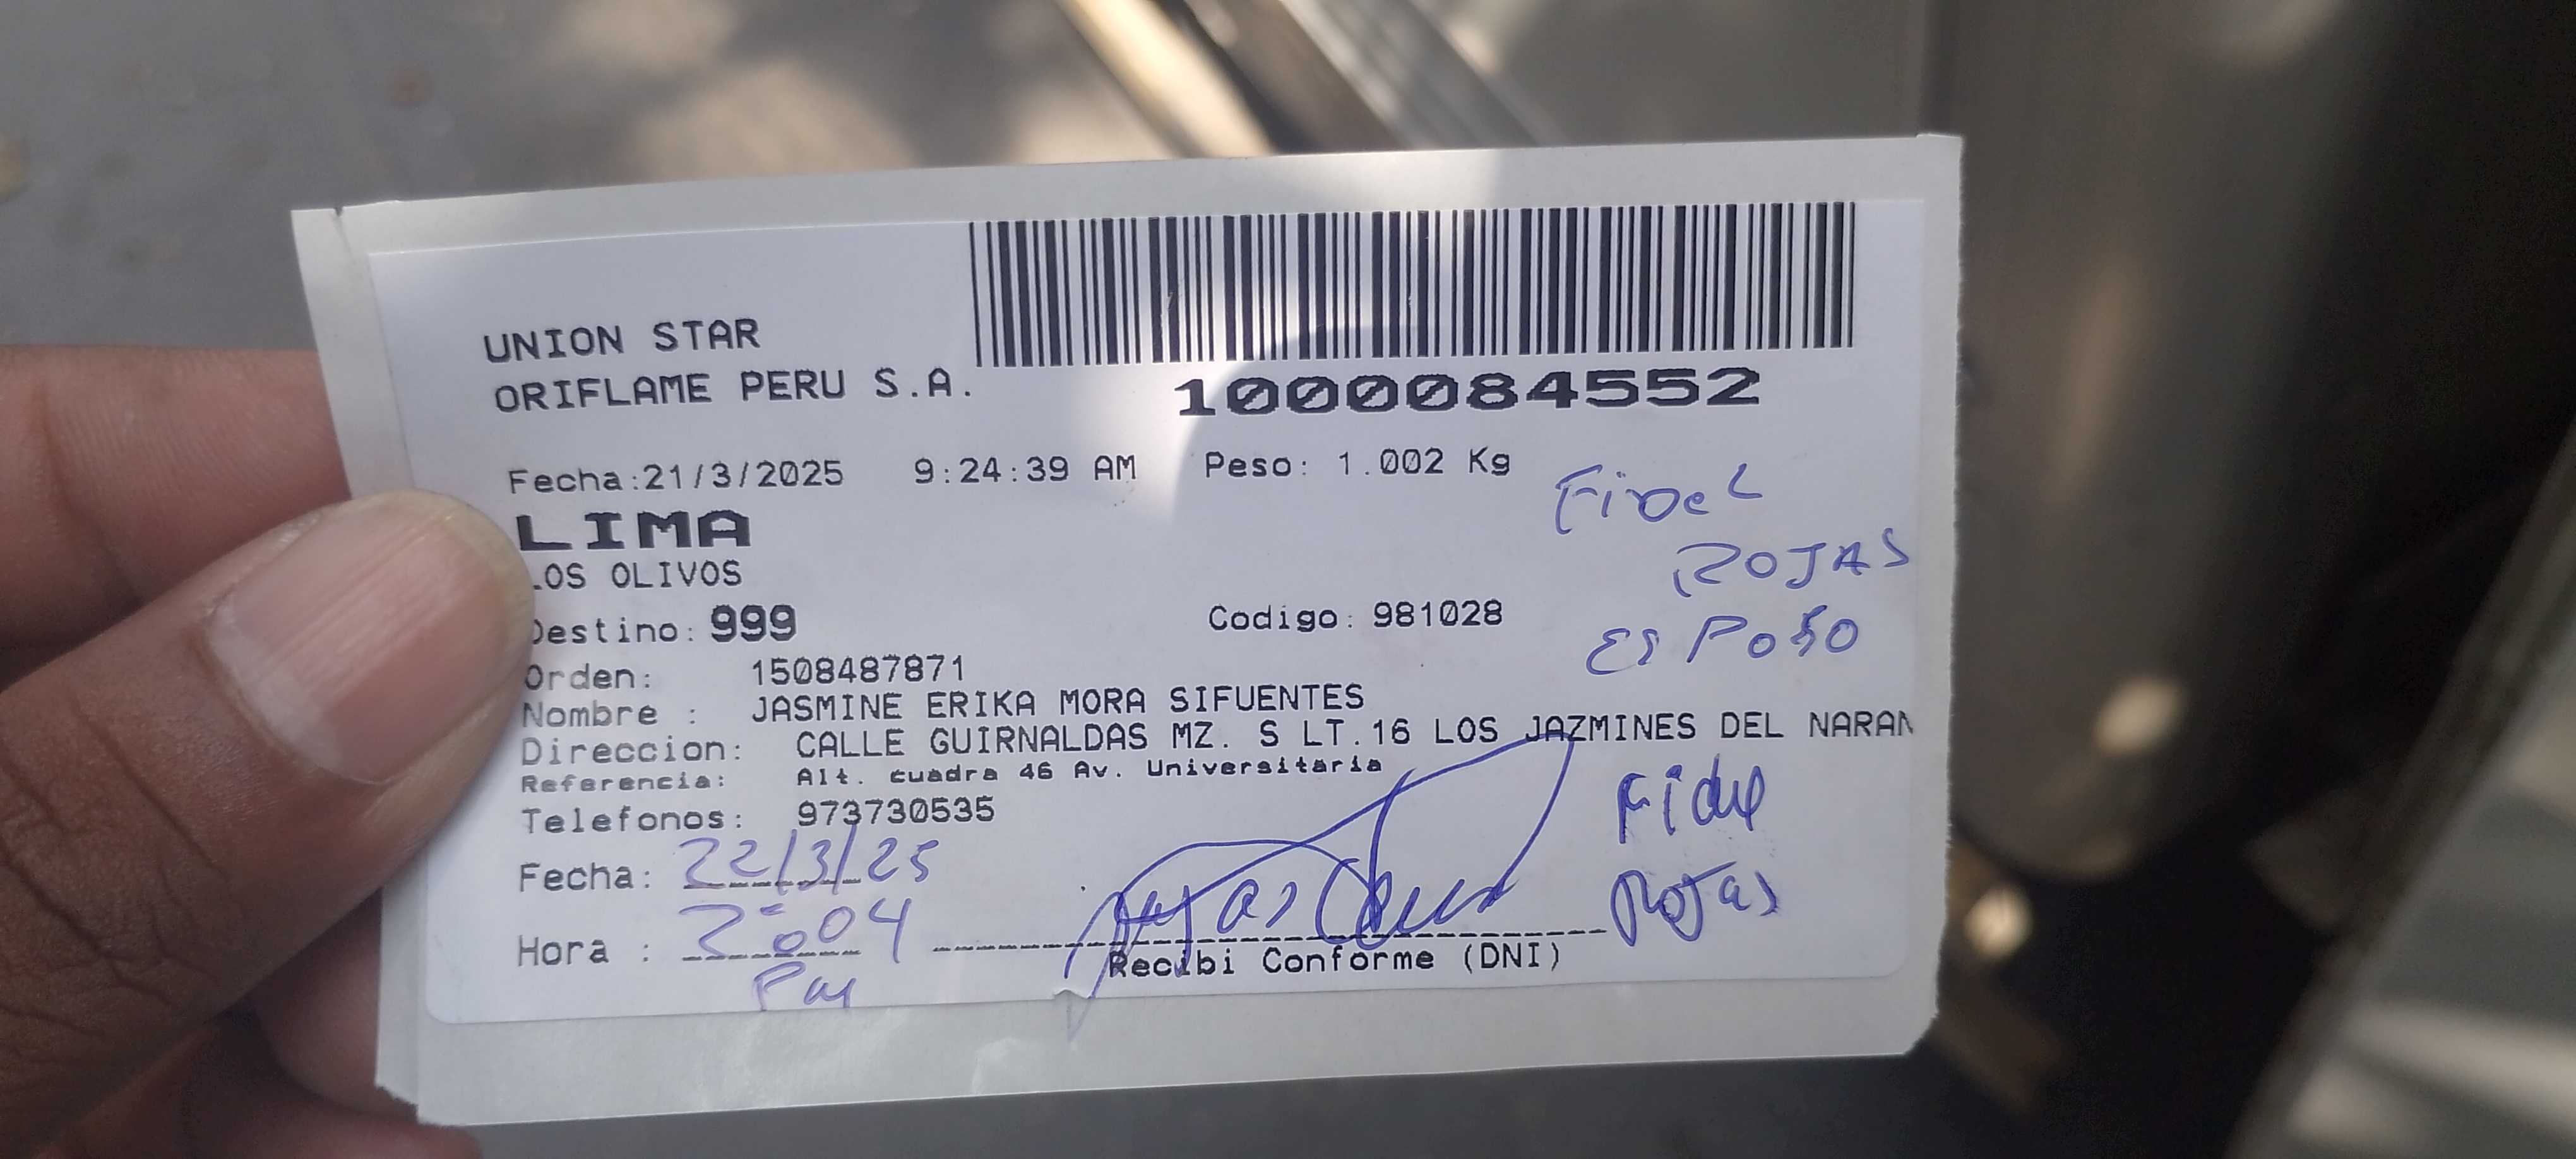 UNION STAR
ORIFLAME PERU S.A.
1000084552
Fecha:21/3/2025 9:24:39 AM Peso: 1.002 Kg
LIMA
LOS OLIVOS
Destino: 999 Codigo: 981028
Fidel
ROJAS
ESPOSO
Orden: 1508487871
Nombre : JASMINE ERIKA MORA SIFUENTES
Direccion: CALLE GUIRNALDAS MZ. S LT.16 LOS JAZMINES DEL NARAN
Referencia: Alt. cuadra 46 Av. Universitaria
Telefonos: 973730535
Fecha: 22/3/25
Hora : 2:04
Pm
Rojas
Recibi Conforme (DNI)